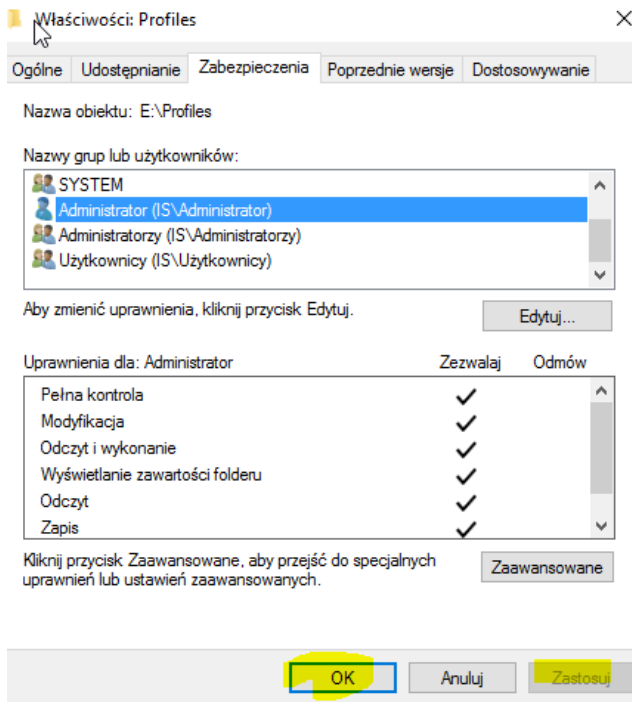 Właściwości: Profiles
Ogólne Udostępnianie Zabezpieczenia Poprzednie wersje Dostosowywanie
Nazwa obiektu: E:\Profiles
Nazwy grup lub użytkowników:
SYSTEM
Administrator (IS\Administrator)
Administratorzy (IS\Administratorzy)
Użytkownicy (IS\Użytkownicy)
Aby zmienić uprawnienia, kliknij przycisk Edytuj.
Edytuj...
Uprawnienia dla: Administrator Zezwalaj Odmów
Pełna kontrola
Modyfikacja
Odczyt i wykonanie
Wyświetlanie zawartości folderu
Odczyt
Zapis
Kliknij przycisk Zaawansowane, aby przejść do specjalnych
uprawnień lub ustawień zaawansowanych.
Zaawansowane
OK Anuluj Zastosuj